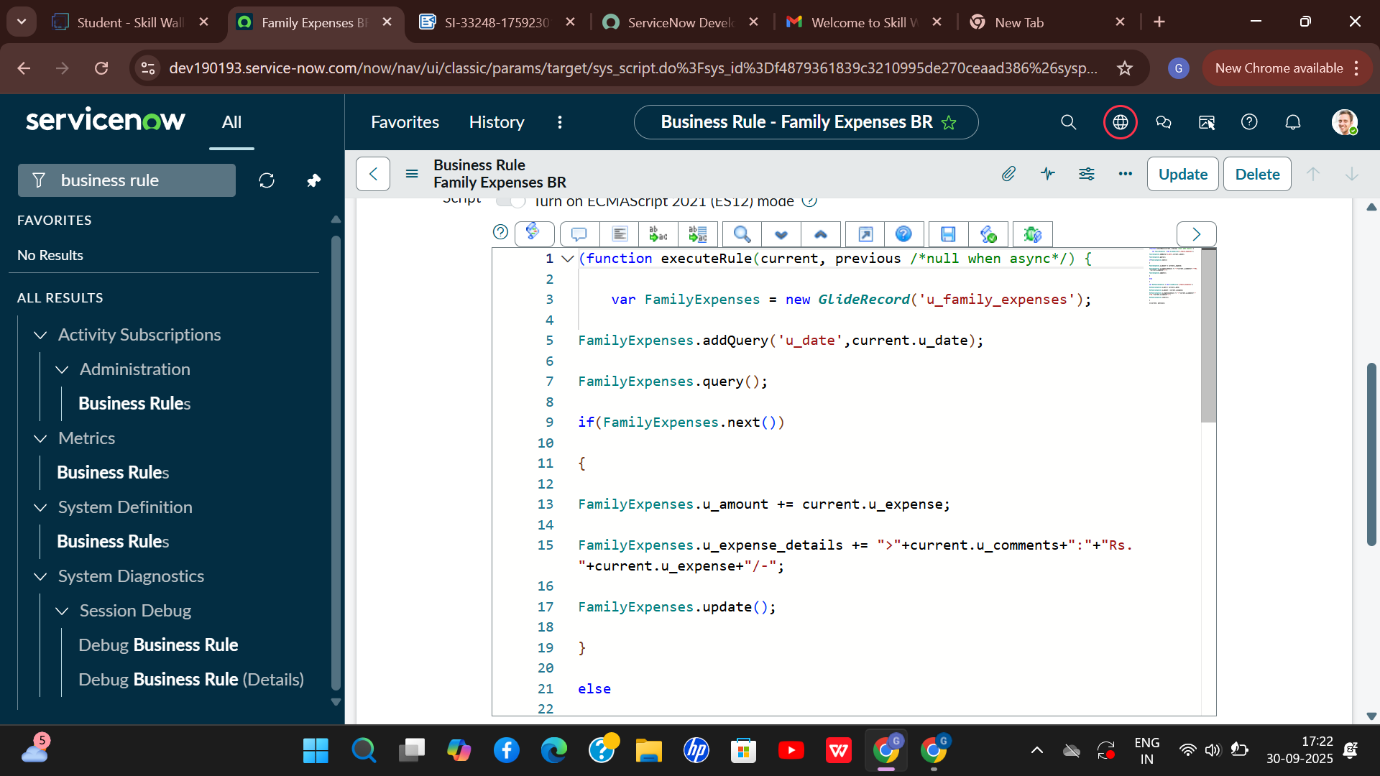 Student - Skill Wal
Family Expenses BR
SI-33248-1759230
ServiceNow Devel
Welcome to Skill W
New Tab
dev190193.service-now.com/now/nav/ui/classic/params/target/sys_script.do%3Fsys_id%3Df4879361839c3210995de270ceaad386%26sysp...
G
New Chrome available
servicenow
All
Favorites
History
Business Rule - Family Expenses BR
business rule
Business Rule
Family Expenses BR
Update
Delete
FAVORITES
No Results
ALL RESULTS
Activity Subscriptions
Administration
Business Rules
Metrics
Business Rules
System Definition
Business Rules
System Diagnostics
Session Debug
Debug Business Rule
Debug Business Rule (Details)
Script Turn on ECMAScript 2021 (ES12) mode
1 (function executeRule(current, previous /*null when async*/) {
2
3 var FamilyExpenses = new GlideRecord('u_family_expenses');
4
5 FamilyExpenses.addQuery('u_date',current.u_date);
6
7 FamilyExpenses.query();
8
9 if(FamilyExpenses.next())
10
11 {
12
13 FamilyExpenses.u_amount += current.u_expense;
14
15 FamilyExpenses.u_expense_details += ">"+current.u_comments+":"+"Rs.
"+current.u_expense+"/-";
16
17 FamilyExpenses.update();
18
19 }
20
21 else
22
5
hp
W
G
G
ENG
IN
17:22
30-09-2025